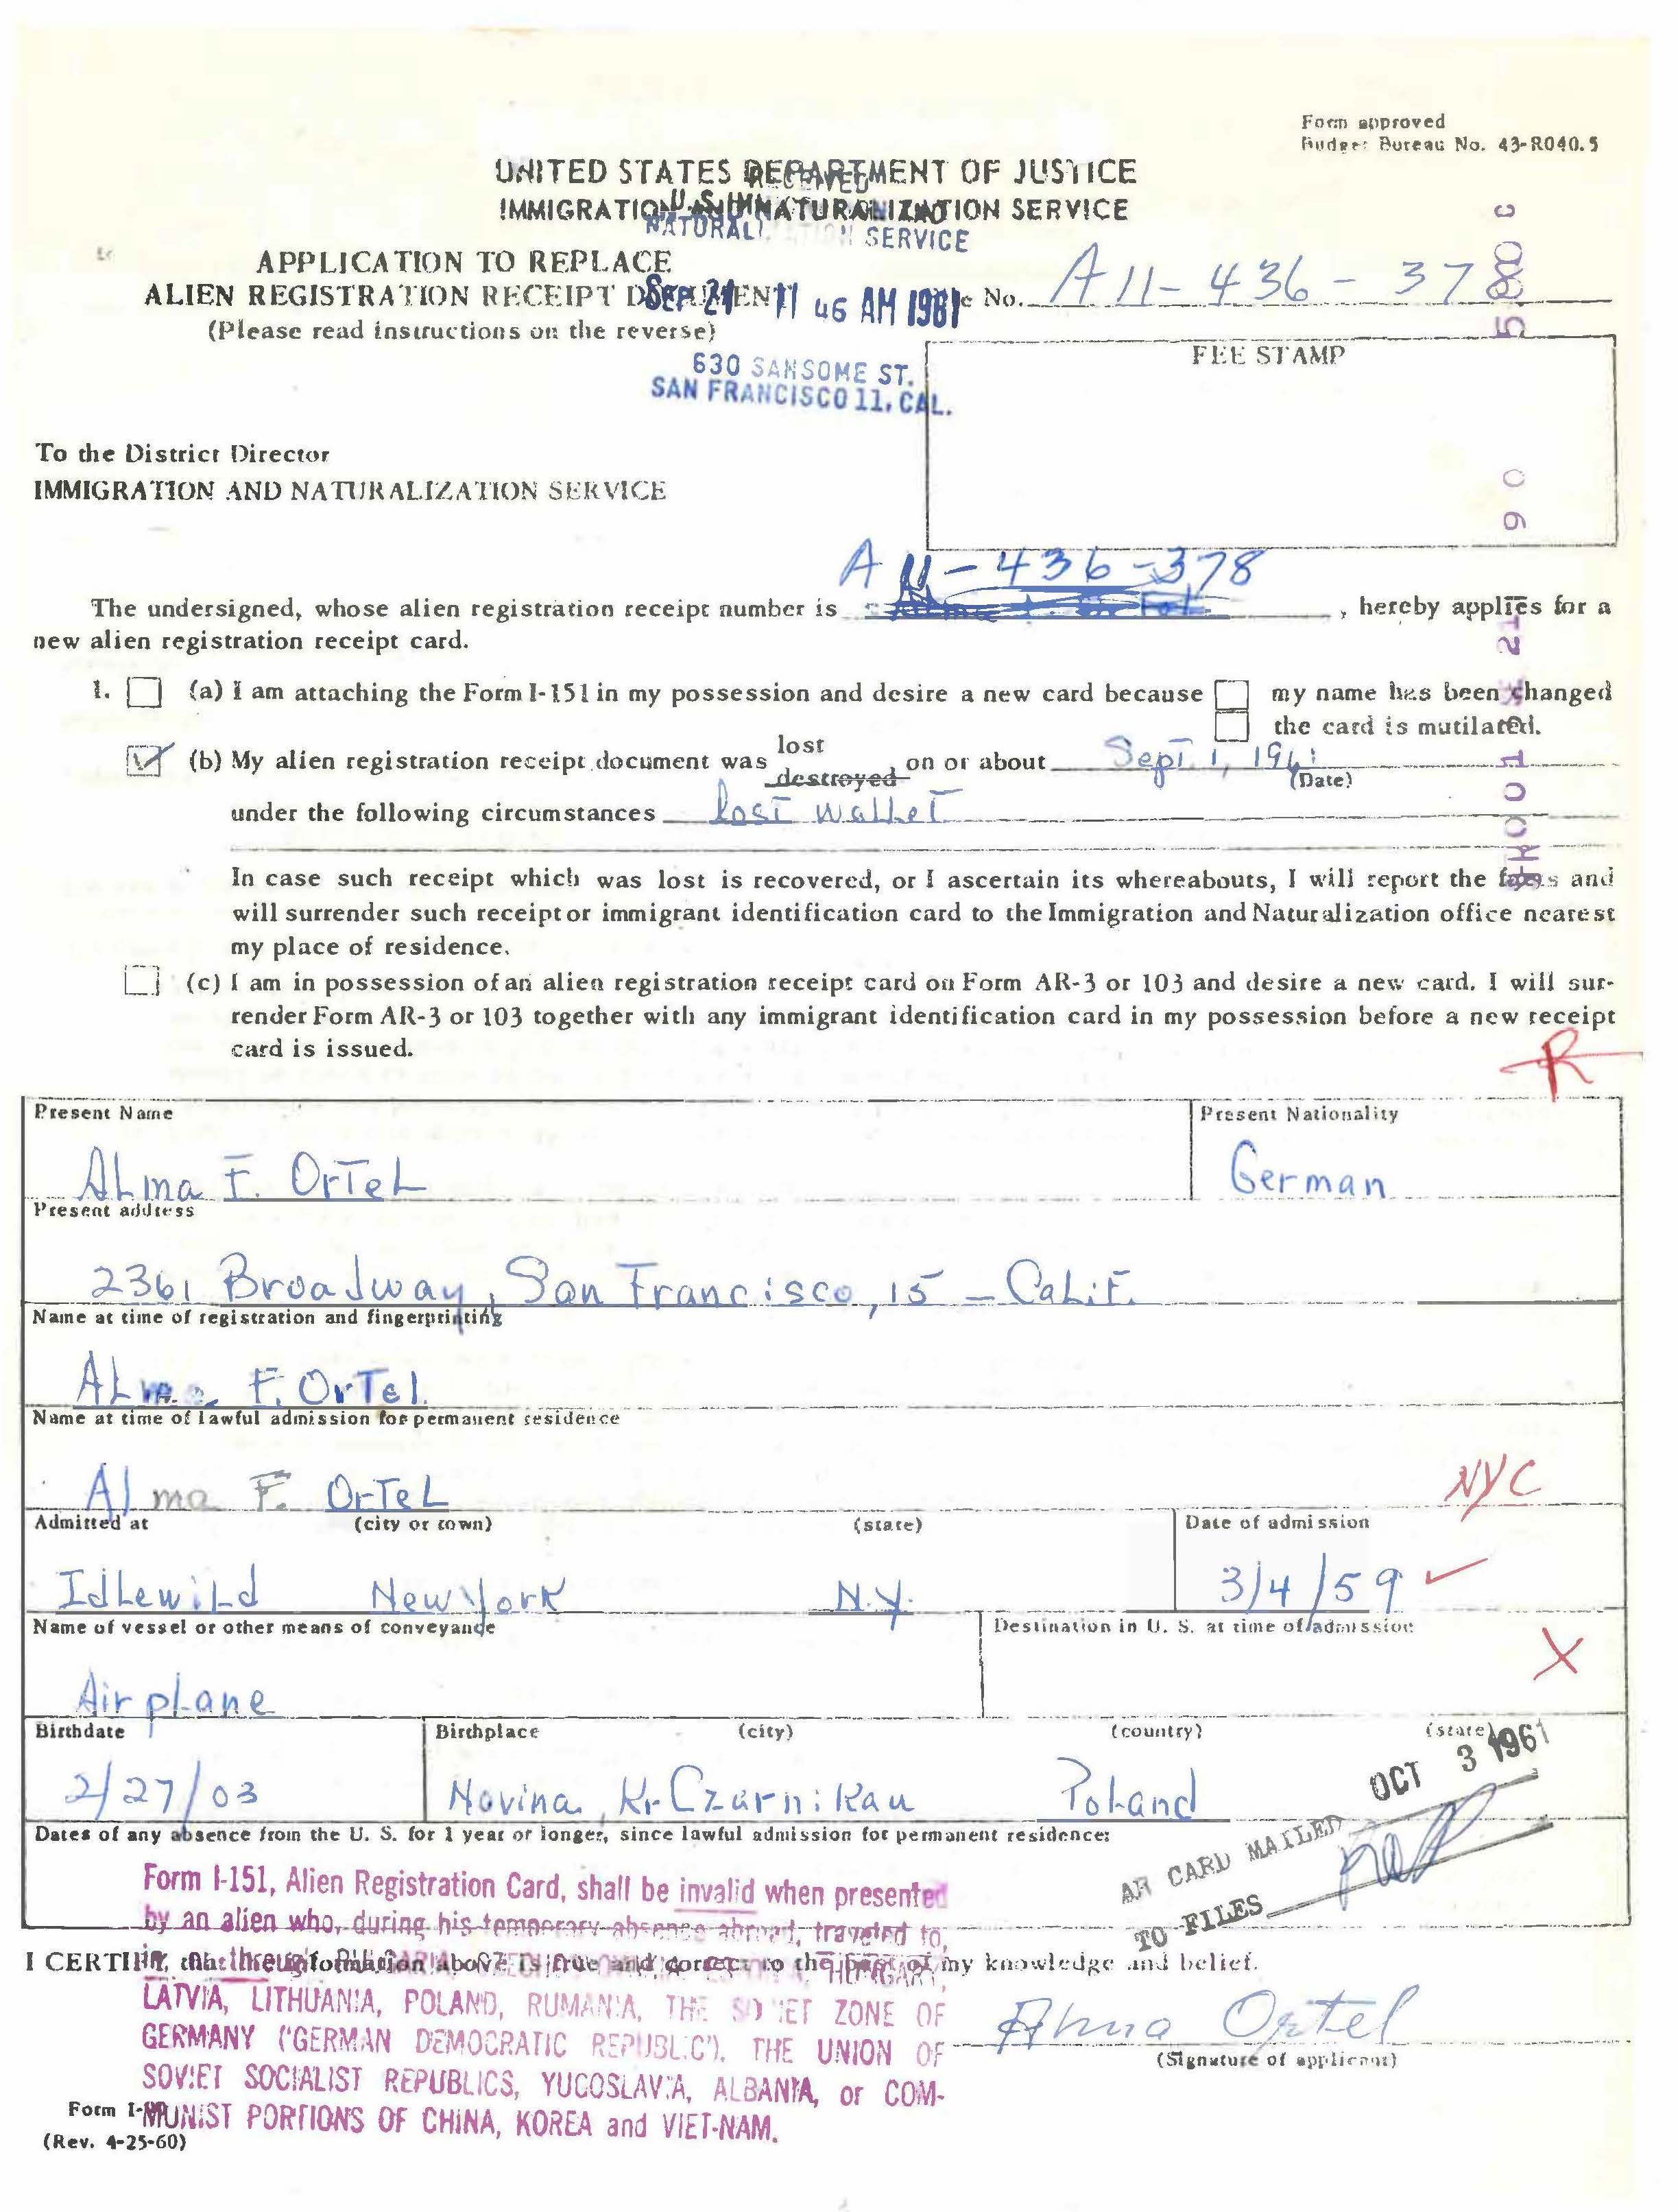 Form approved
Budget Bureau No. 43-R040.5
UNITED STATES DEPARTMENT OF JUSTICE
IMMIGRATION AND NATURALIZATION SERVICE
RECEIVED
NATURALIZATION SERVICE
APPLICATION TO REPLACE
ALIEN REGISTRATION RECEIPT DOCUMENT
SEP 21 11 46 AM 1961
No. A 11-436-378
(Please read instructions on the reverse)
630 SANSOME ST.
SAN FRANCISCO 11, CAL.
FEE STAMP
To the District Director
IMMIGRATION AND NATURALIZATION SERVICE
A 11-436-378
The undersigned, whose alien registration receipt number is , hereby applies for a
new alien registration receipt card.
1. (a) I am attaching the Form I-151 in my possession and desire a new card because my name has been changed
the card is mutilated.
(b) My alien registration receipt document was lost destroyed on or about Sept. 1, 1961
(Date)
under the following circumstances lost wallet
In case such receipt which was lost is recovered, or I ascertain its whereabouts, I will report the facts and
will surrender such receipt or immigrant identification card to the Immigration and Naturalization office nearest
my place of residence.
(c) I am in possession of an alien registration receipt card on Form AR-3 or 103 and desire a new card. I will sur-
render Form AR-3 or 103 together with any immigrant identification card in my possession before a new receipt
card is issued.
R
Present Name
Present Nationality
ALma F. OrTeL
German
Present address
2361 Broadway, San Francisco, 15 - CaLif.
Name at time of registration and fingerprinting
ALma F. OrTel
Name at time of lawful admission for permanent residence
Alma F. OrTeL
NYC
Admitted at (city or town) (state)
Date of admission
IdLewiLd New York N.Y.
3/4/59
Name of vessel or other means of conveyance
Destination in U. S. at time of admission
X
AirpLane
Birthdate
Birthplace (city) (country) (state)
2/27/03
Novina, Kr. Czarnikau PoLand
OCT 3 1961
AR CARD MAILED
TO FILES
Dates of any absence from the U. S. for 1 year or longer, since lawful admission for permanent residence:
Form I-151, Alien Registration Card, shall be invalid when presented
by an alien who, during his temporary absence abroad, traveled to,
in, or through BULGARIA, CZECHOSLOVAKIA, ESTONIA, HUNGARY,
I CERTIFY that the information above is true and correct to the best of my knowledge and belief.
LATVIA, LITHUANIA, POLAND, RUMANIA, THE SOVIET ZONE OF
GERMANY ("GERMAN DEMOCRATIC REPUBLIC"), THE UNION OF
SOVIET SOCIALIST REPUBLICS, YUGOSLAVIA, ALBANIA, or COM-
MUNIST PORTIONS OF CHINA, KOREA and VIET-NAM.
Alma Ortel
(Signature of applicant)
Form I-
(Rev. 4-25-60)